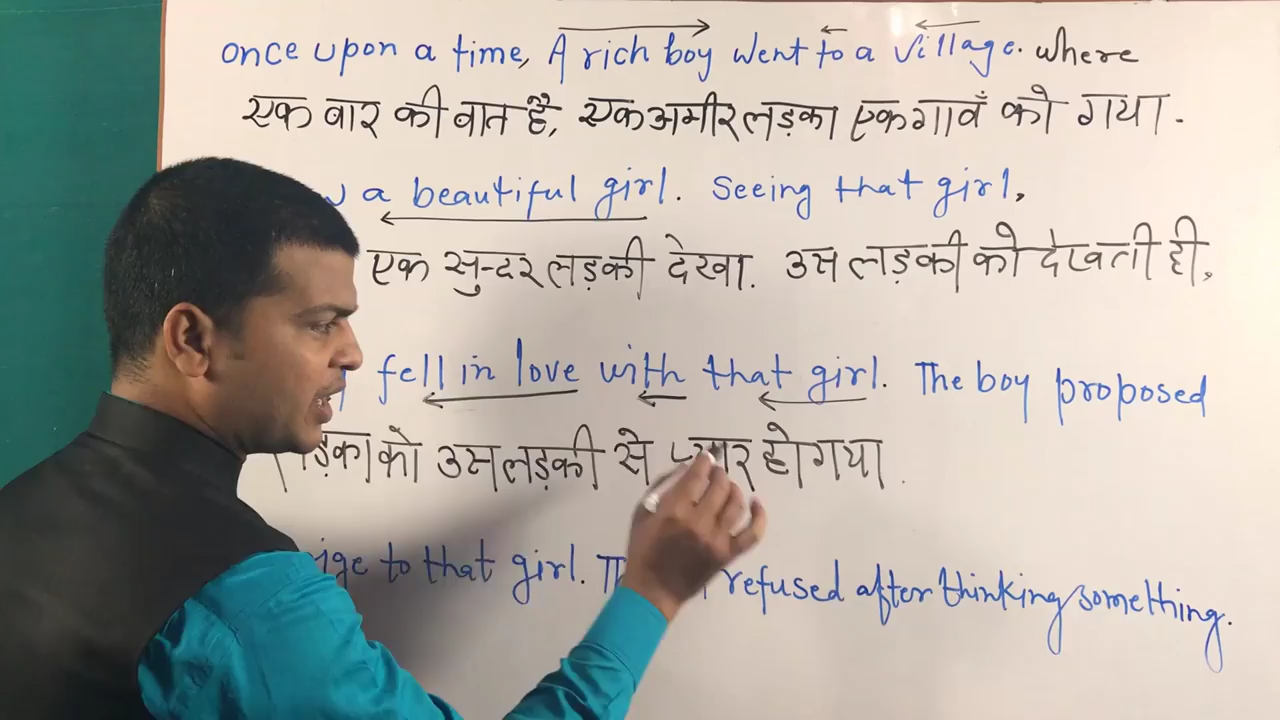 once upon a time, A rich boy went to a village. where
एक बार की बात है, एक अमीर लड़का एक गावँ को गया.
a beautiful girl. Seeing that girl,
एक सुन्दर लड़की देखा. उस लड़की को देखती ही,
fell in love with that girl. The boy proposed
को उस लड़की से प्यार हो गया.
to that girl. refused after thinking something.